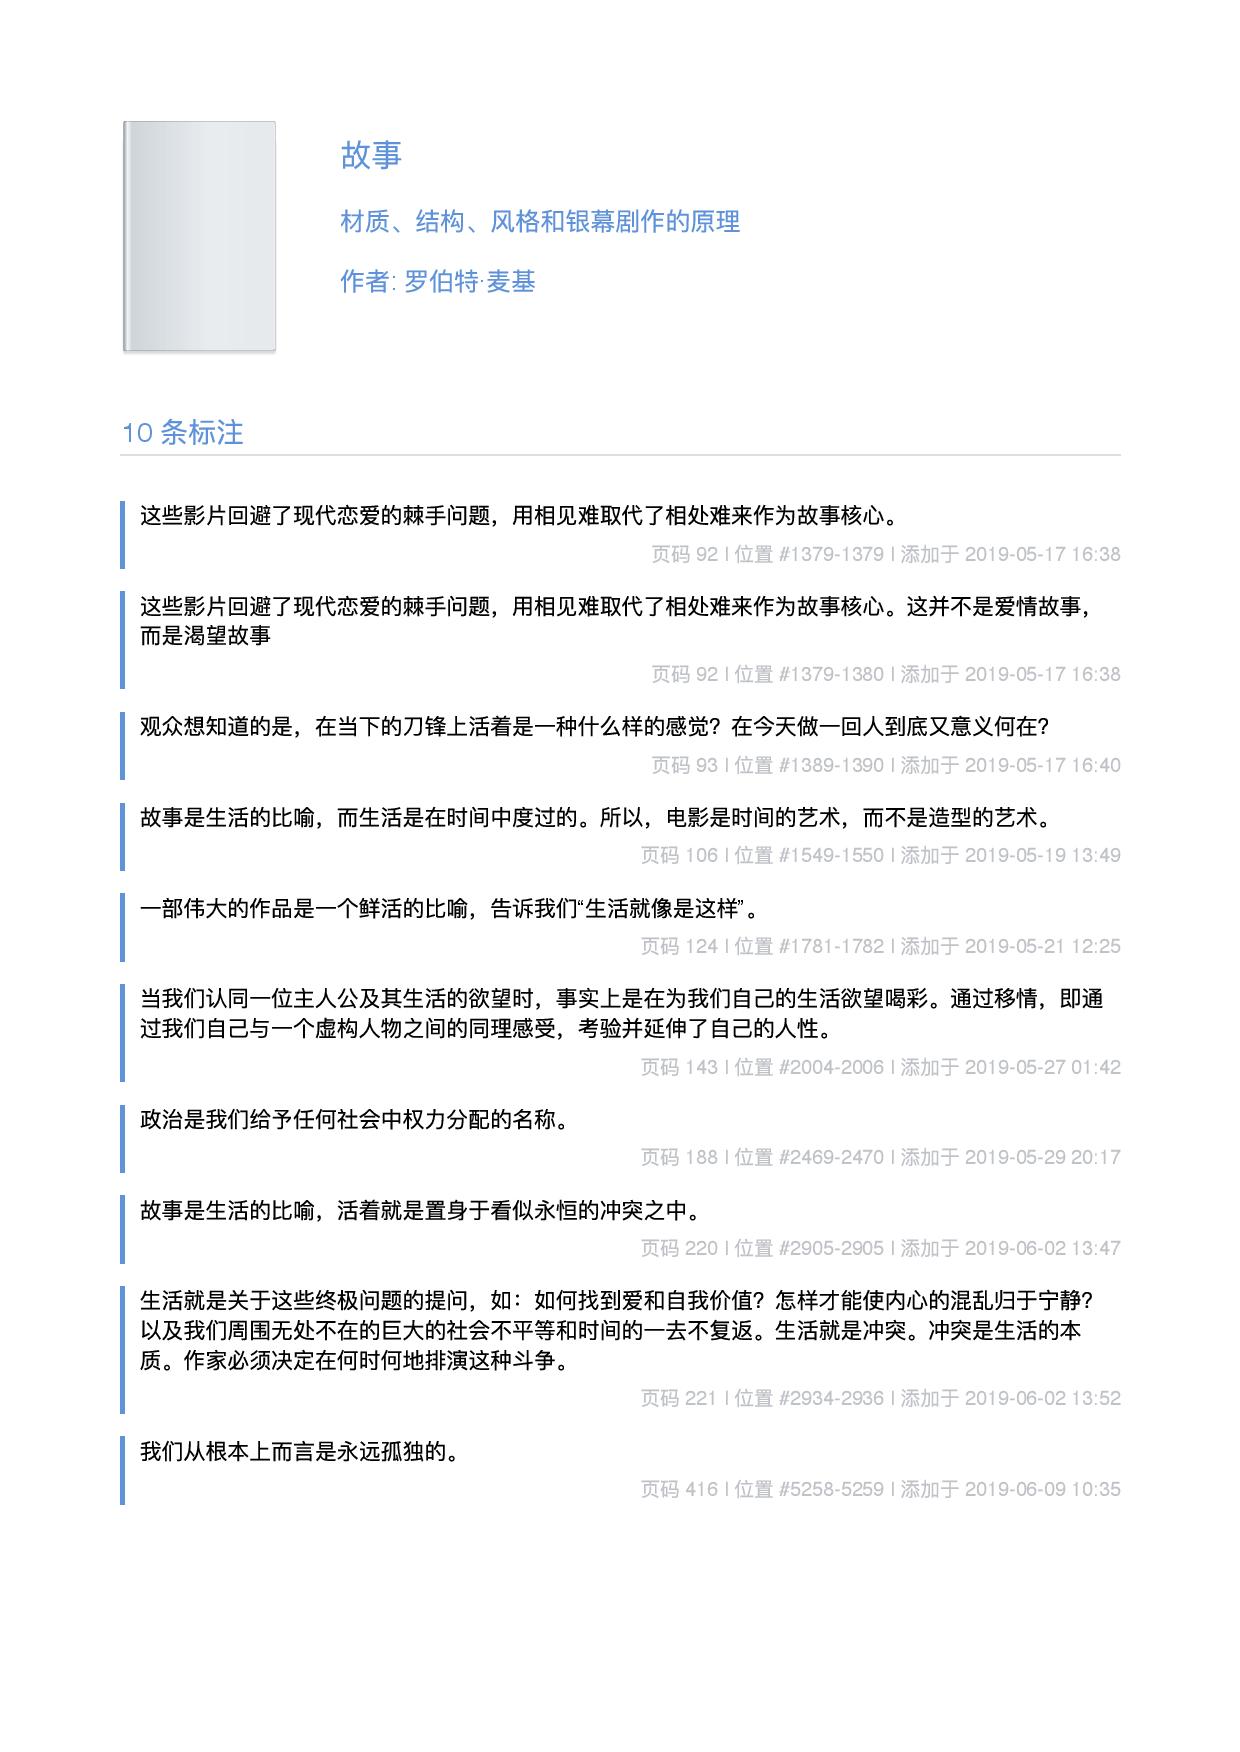 故事
材质、结构、风格和银幕剧作的原理
作者: 罗伯特·麦基
10 条标注
这些影片回避了现代恋爱的棘手问题，用相见难取代了相处难来作为故事核心。
页码 92 | 位置 #1379-1379 | 添加于 2019-05-17 16:38
这些影片回避了现代恋爱的棘手问题，用相见难取代了相处难来作为故事核心。这并不是爱情故事，
而是渴望故事
页码 92 | 位置 #1379-1380 | 添加于 2019-05-17 16:38
观众想知道的是，在当下的刀锋上活着是一种什么样的感觉？在今天做一回人到底又意义何在？
页码 93 | 位置 #1389-1390 | 添加于 2019-05-17 16:40
故事是生活的比喻，而生活是在时间中度过的。所以，电影是时间的艺术，而不是造型的艺术。
页码 106 | 位置 #1549-1550 | 添加于 2019-05-19 13:49
一部伟大的作品是一个鲜活的比喻，告诉我们“生活就像是这样”。
页码 124 | 位置 #1781-1782 | 添加于 2019-05-21 12:25
当我们认同一位主人公及其生活的欲望时，事实上是在为我们自己的生活欲望喝彩。通过移情，即通
过我们自己与一个虚构人物之间的同理感受，考验并延伸了自己的人性。
页码 143 | 位置 #2004-2006 | 添加于 2019-05-27 01:42
政治是我们给予任何社会中权力分配的名称。
页码 188 | 位置 #2469-2470 | 添加于 2019-05-29 20:17
故事是生活的比喻，活着就是置身于看似永恒的冲突之中。
页码 220 | 位置 #2905-2905 | 添加于 2019-06-02 13:47
生活就是关于这些终极问题的提问，如：如何找到爱和自我价值？怎样才能使内心的混乱归于宁静？
以及我们周围无处不在的巨大的社会不平等和时间的一去不复返。生活就是冲突。冲突是生活的本
质。作家必须决定在何时何地排演这种斗争。
页码 221 | 位置 #2934-2936 | 添加于 2019-06-02 13:52
我们从根本上而言是永远孤独的。
页码 416 | 位置 #5258-5259 | 添加于 2019-06-09 10:35